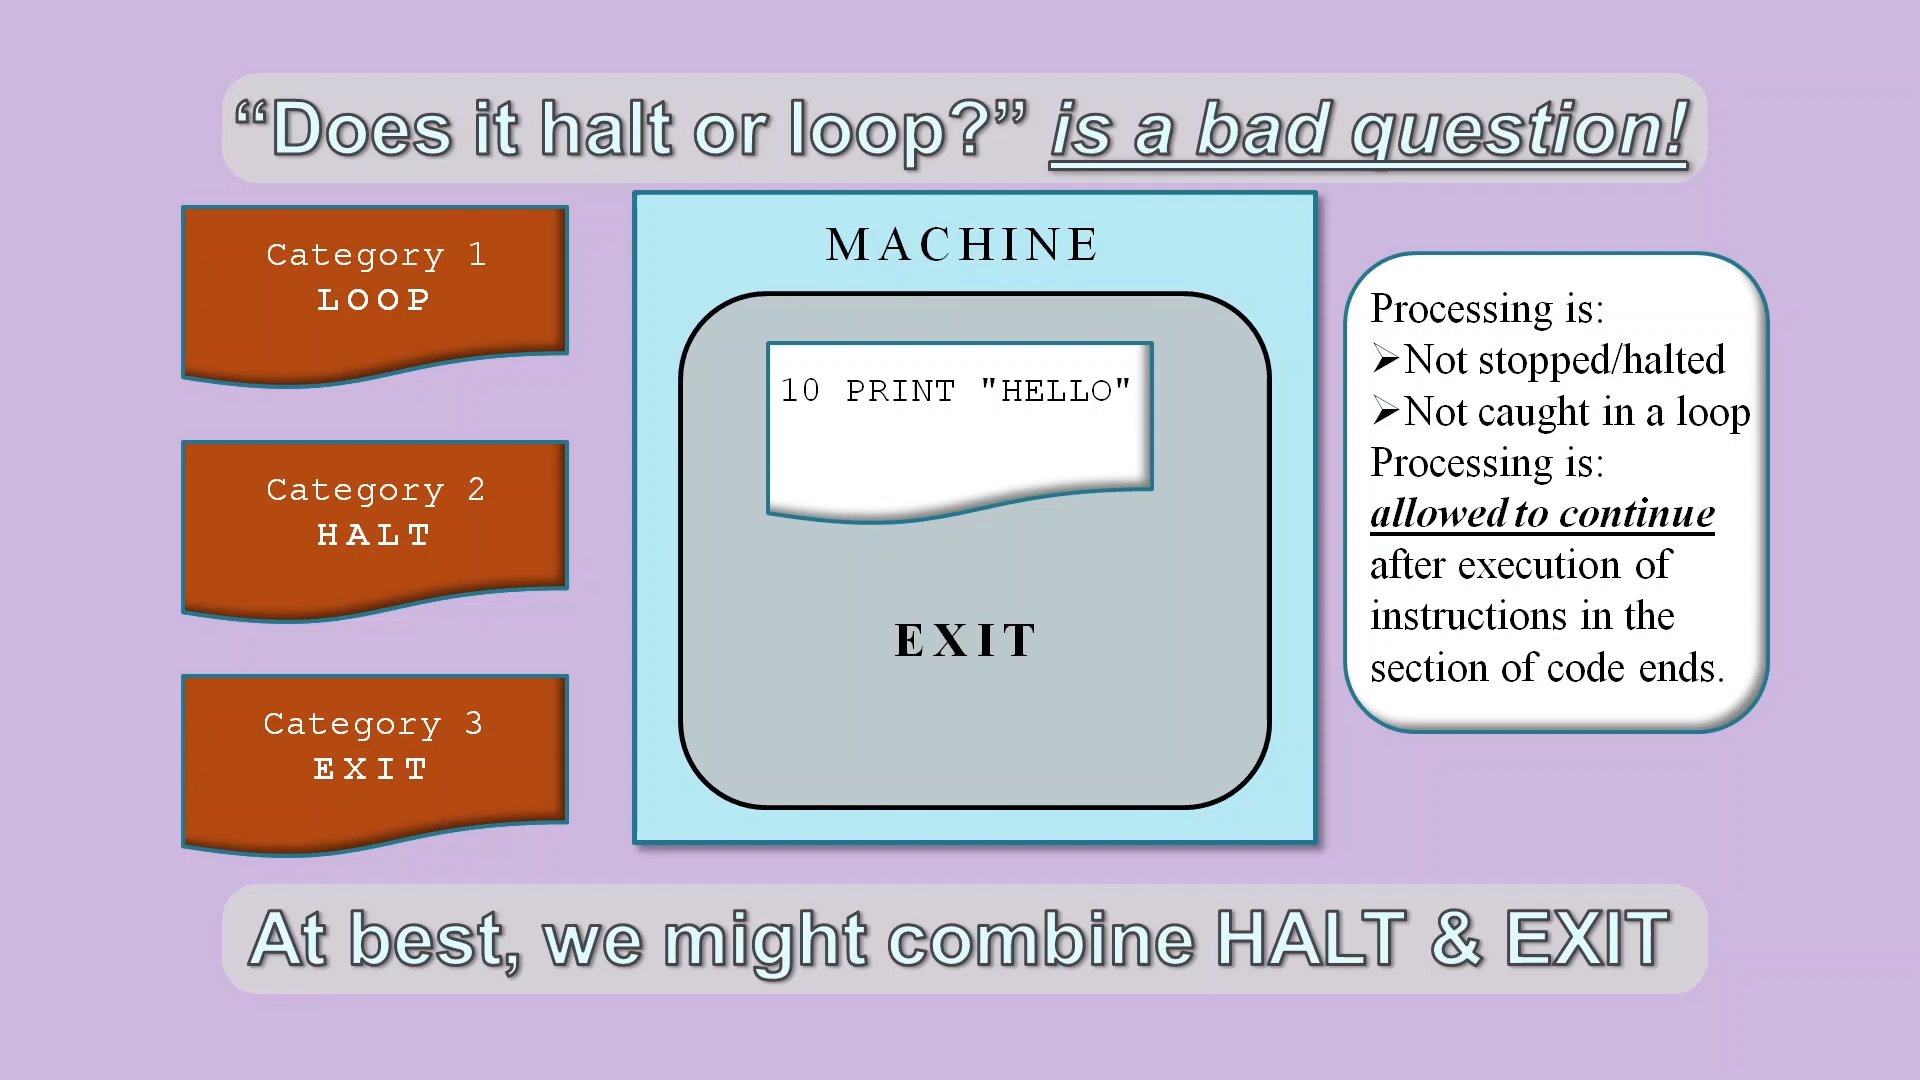 “Does it halt or loop?” is a bad question!
Category 1
LOOP
Category 2
HALT
Category 3
EXIT
MACHINE
10 PRINT "HELLO"
EXIT
Processing is:
➢Not stopped/halted
➢Not caught in a loop
Processing is:
allowed to continue
after execution of
instructions in the
section of code ends.
At best, we might combine HALT & EXIT